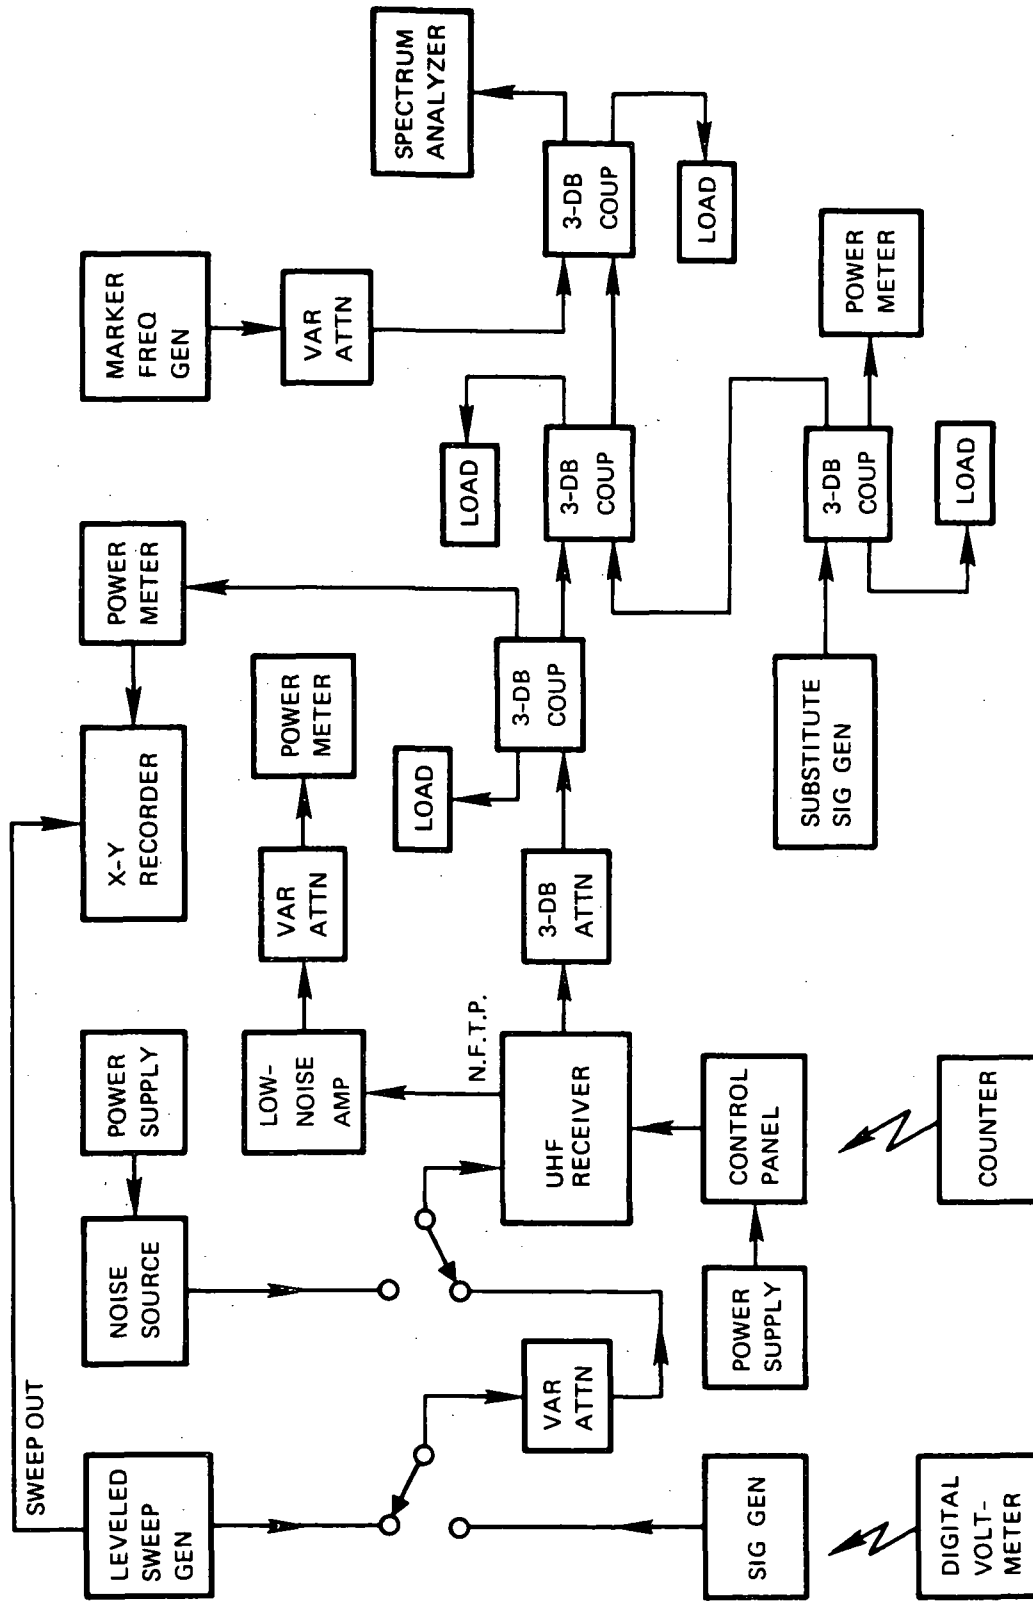 SWEEP OUT
LEVELED
SWEEP
GEN
NOISE
SOURCE
POWER
SUPPLY
X-Y
RECORDER
POWER
METER
MARKER
FREQ
GEN
LOW-
NOISE
AMP
VAR
ATTN
POWER
METER
VAR
ATTN
SPECTRUM
ANALYZER
N.F.T.P.
LOAD
LOAD
VAR
ATTN
UHF
RECEIVER
3-DB
ATTN
3-DB
COUP
3-DB
COUP
3-DB
COUP
LOAD
SIG GEN
POWER
SUPPLY
CONTROL
PANEL
SUBSTITUTE
SIG GEN
3-DB
COUP
POWER
METER
LOAD
DIGITAL
VOLT-
METER
COUNTER